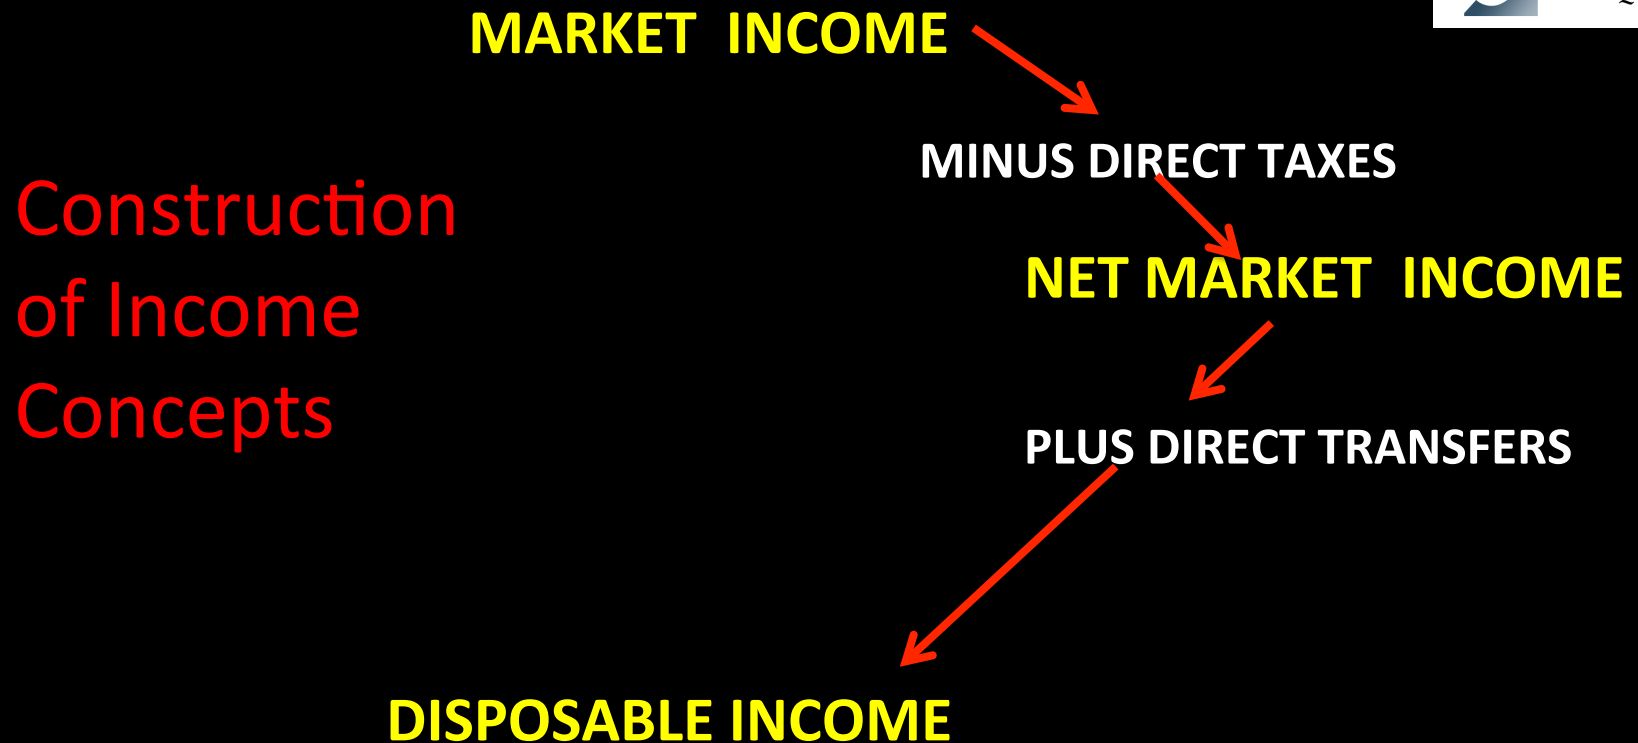 MARKET INCOME
MINUS DIRECT TAXES
Construction
of Income
Concepts
NET MARKET INCOME
PLUS DIRECT TRANSFERS
DISPOSABLE INCOME